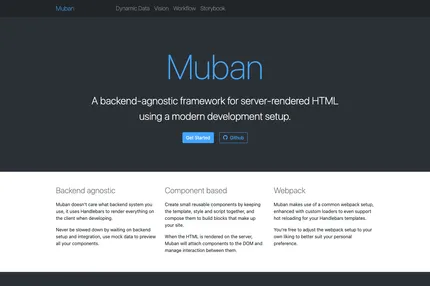 Muban Dynamic Data Vision Workflow Storybook
Muban
A backend-agnostic framework for server-rendered HTML
using a modern development setup.
Get Started Github
Backend agnostic
Muban doesn't care what backend system you
use, it uses Handlebars to render everything on
the client when developing.
Never be slowed down by waiting on backend
setup and integration, use mock data to preview
all your components.
Component based
Create small reusable components by keeping
the template, style and script together, and
compose them to build blocks that make up
your site.
When the HTML is rendered on the server,
Muban will attach components to the DOM and
manage interaction between them.
Webpack
Muban makes use of a common webpack setup,
enhanced with custom loaders to even support
hot reloading for your Handlebars templates.
You're free to adjust the webpack setup to your
own liking to better suit your personal
preference.